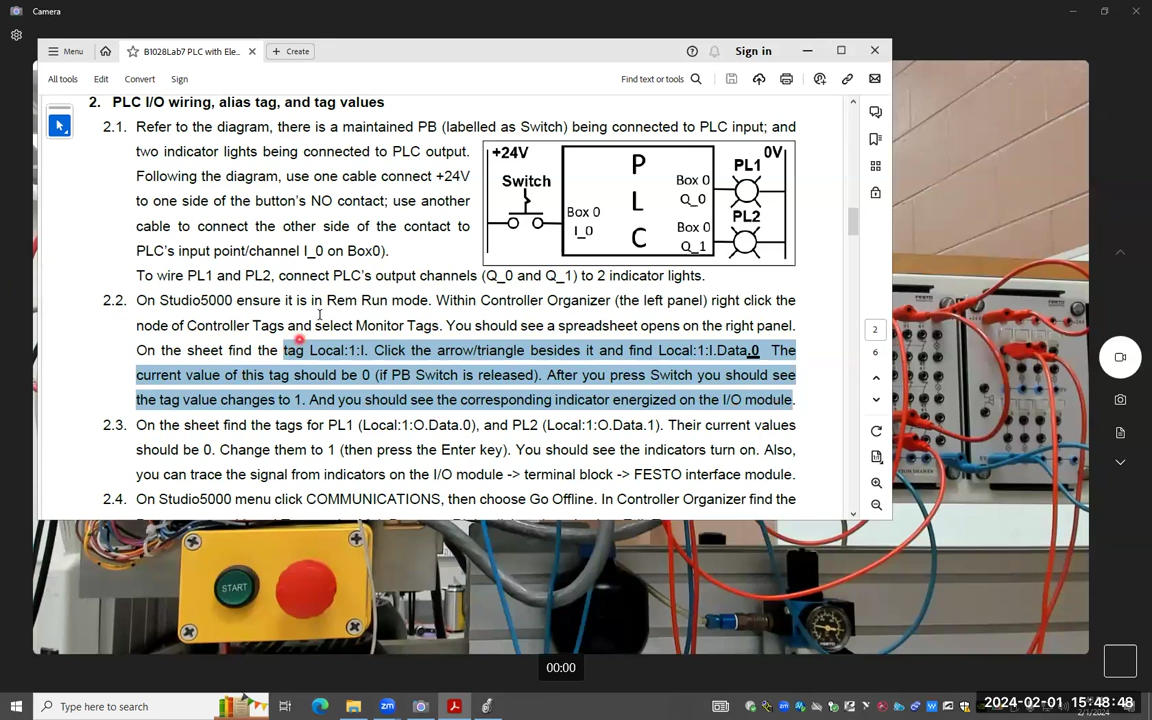 Camera
Menu
B1028Lab7 PLC with Ele...
Create
Sign in
All tools
Edit
Convert
Sign
Find text or tools
2. PLC I/O wiring, alias tag, and tag values
2.1. Refer to the diagram, there is a maintained PB (labelled as Switch) being connected to PLC input; and
two indicator lights being connected to PLC output.
Following the diagram, use one cable connect +24V
to one side of the button's NO contact; use another
cable to connect the other side of the contact to
PLC's input point/channel I_0 on Box0).
+24V
Switch
Box 0
I_0
P
L
C
Box 0
Q_0
Box 0
Q_1
0V
PL1
PL2
To wire PL1 and PL2, connect PLC's output channels (Q_0 and Q_1) to 2 indicator lights.
2.2. On Studio5000 ensure it is in Rem Run mode. Within Controller Organizer (the left panel) right click the
node of Controller Tags and select Monitor Tags. You should see a spreadsheet opens on the right panel.
On the sheet find the tag Local:1:I. Click the arrow/triangle besides it and find Local:1:I.Data.0 The
current value of this tag should be 0 (if PB Switch is released). After you press Switch you should see
the tag value changes to 1. And you should see the corresponding indicator energized on the I/O module.
2.3. On the sheet find the tags for PL1 (Local:1:O.Data.0), and PL2 (Local:1:O.Data.1). Their current values
should be 0. Change them to 1 (then press the Enter key). You should see the indicators turn on. Also,
you can trace the signal from indicators on the I/O module -> terminal block -> FESTO interface module.
2.4. On Studio5000 menu click COMMUNICATIONS, then choose Go Offline. In Controller Organizer find the
2
6
FESTO
START
FESTO
00:00
Type here to search
2024-02-01 15:48:48